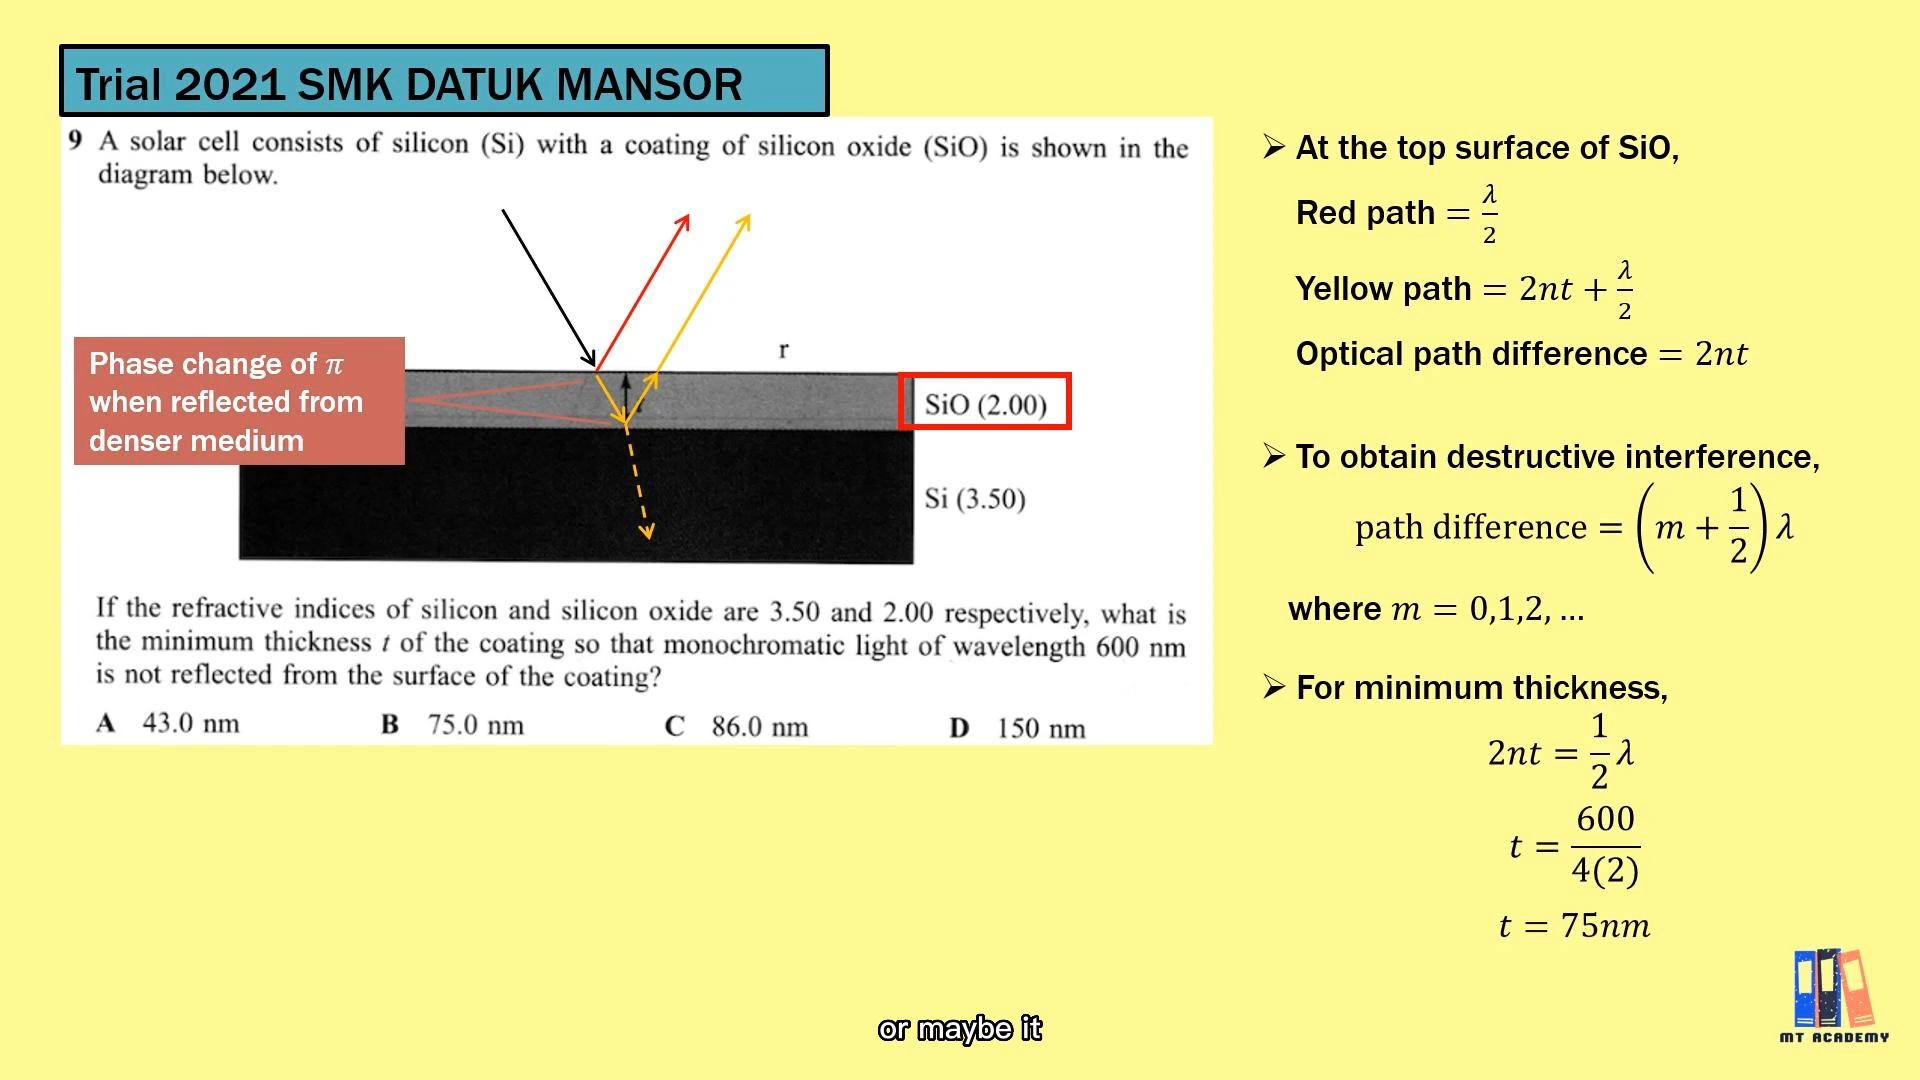 Trial 2021 SMK DATUK MANSOR
9 A solar cell consists of silicon (Si) with a coating of silicon oxide (SiO) is shown in the
diagram below.
r
Phase change of π
when reflected from
denser medium
SiO (2.00)
Si (3.50)
If the refractive indices of silicon and silicon oxide are 3.50 and 2.00 respectively, what is
the minimum thickness t of the coating so that monochromatic light of wavelength 600 nm
is not reflected from the surface of the coating?
A 43.0 nm B 75.0 nm C 86.0 nm D 150 nm
➢ At the top surface of SiO,
Red path = λ/2
Yellow path = 2nt + λ/2
Optical path difference = 2nt
➢ To obtain destructive interference,
path difference = (m + 1/2) λ
where m = 0,1,2, ...
➢ For minimum thickness,
2nt = 1/2 λ
t = 600/4(2)
t = 75nm
MT ACADEMY
or maybe it